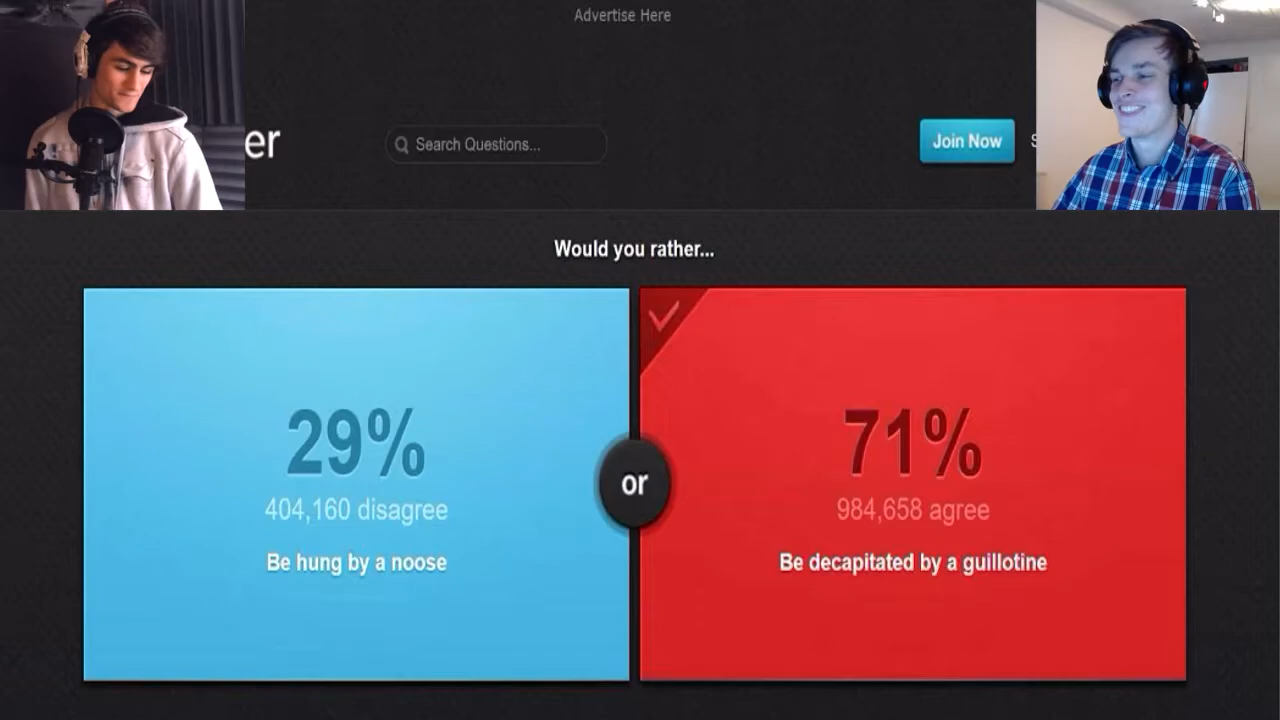 Advertise Here
er
Search Questions...
Join Now
S
Would you rather...
29%
404,160 disagree
Be hung by a noose
or
71%
984,658 agree
Be decapitated by a guillotine